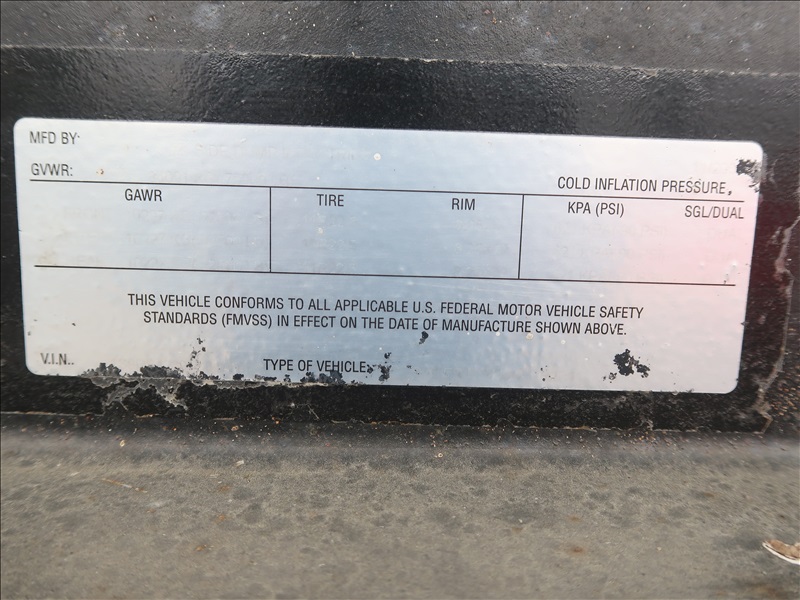 MFD BY:
GVWR:
COLD INFLATION PRESSURE,
GAWR TIRE RIM KPA (PSI) SGL/DUAL
THIS VEHICLE CONFORMS TO ALL APPLICABLE U.S. FEDERAL MOTOR VEHICLE SAFETY
STANDARDS (FMVSS) IN EFFECT ON THE DATE OF MANUFACTURE SHOWN ABOVE.
V.I.N.. TYPE OF VEHICLE: